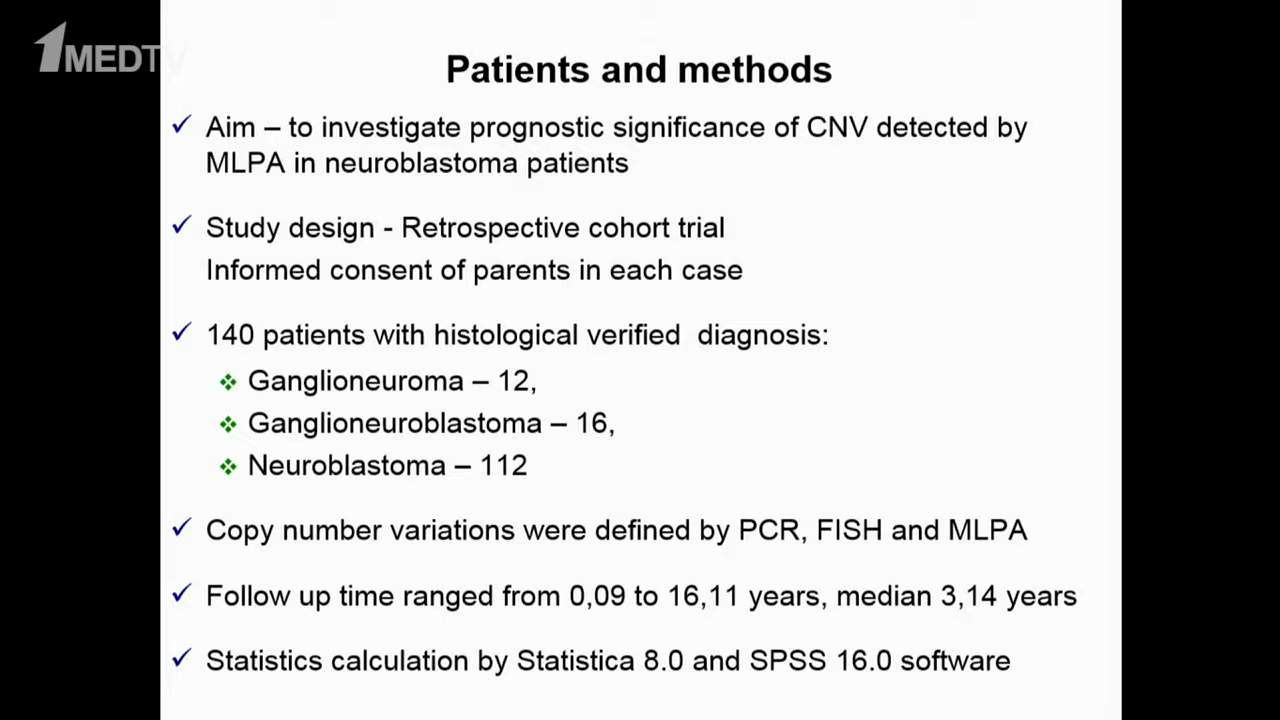 1MEDTV
Patients and methods
✓ Aim – to investigate prognostic significance of CNV detected by
MLPA in neuroblastoma patients
✓ Study design - Retrospective cohort trial
Informed consent of parents in each case
✓ 140 patients with histological verified  diagnosis:
❖ Ganglioneuroma – 12,
❖ Ganglioneuroblastoma – 16,
❖ Neuroblastoma – 112
✓ Copy number variations were defined by PCR, FISH and MLPA
✓ Follow up time ranged from 0,09 to 16,11 years, median 3,14 years
✓ Statistics calculation by Statistica 8.0 and SPSS 16.0 software